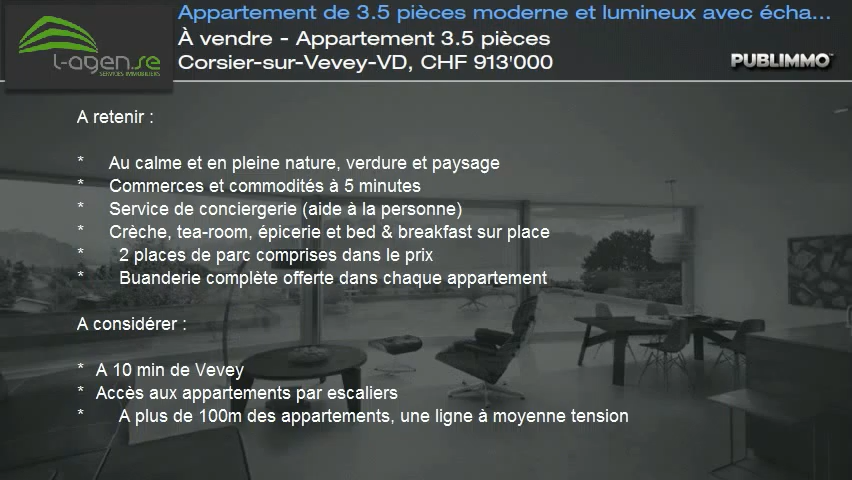 Appartement de 3.5 pièces moderne et lumineux avec écha...
À vendre - Appartement 3.5 pièces
Corsier-sur-Vevey-VD, CHF 913'000
l-agen.se
SERVICES IMMOBILIERS
PUBLIMMO™
A retenir :
* Au calme et en pleine nature, verdure et paysage
* Commerces et commodités à 5 minutes
* Service de conciergerie (aide à la personne)
* Crèche, tea-room, épicerie et bed & breakfast sur place
* 2 places de parc comprises dans le prix
* Buanderie complète offerte dans chaque appartement
A considérer :
* A 10 min de Vevey
* Accès aux appartements par escaliers
* A plus de 100m des appartements, une ligne à moyenne tension